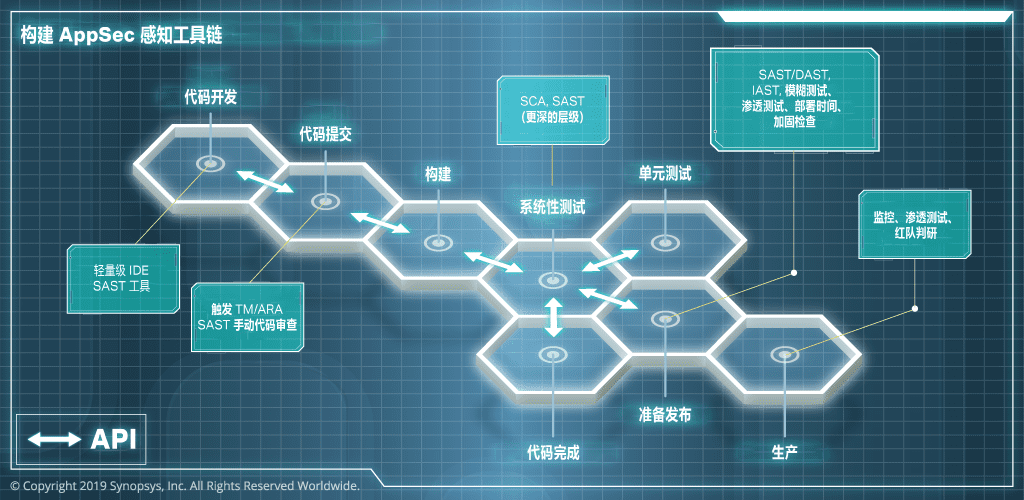 构建 AppSec 感知工具链
代码开发
代码提交
构建
系统性测试
单元测试
SCA, SAST
(更深的层级)
SAST/DAST,
IAST, 模糊测试、
渗透测试、部署时间、
加固检查
监控、渗透测试、
红队判研
轻量级 IDE
SAST 工具
触发 TM/ARA
SAST 手动代码审查
准备发布
代码完成
生产
API
© Copyright 2019 Synopsys, Inc. All Rights Reserved Worldwide.